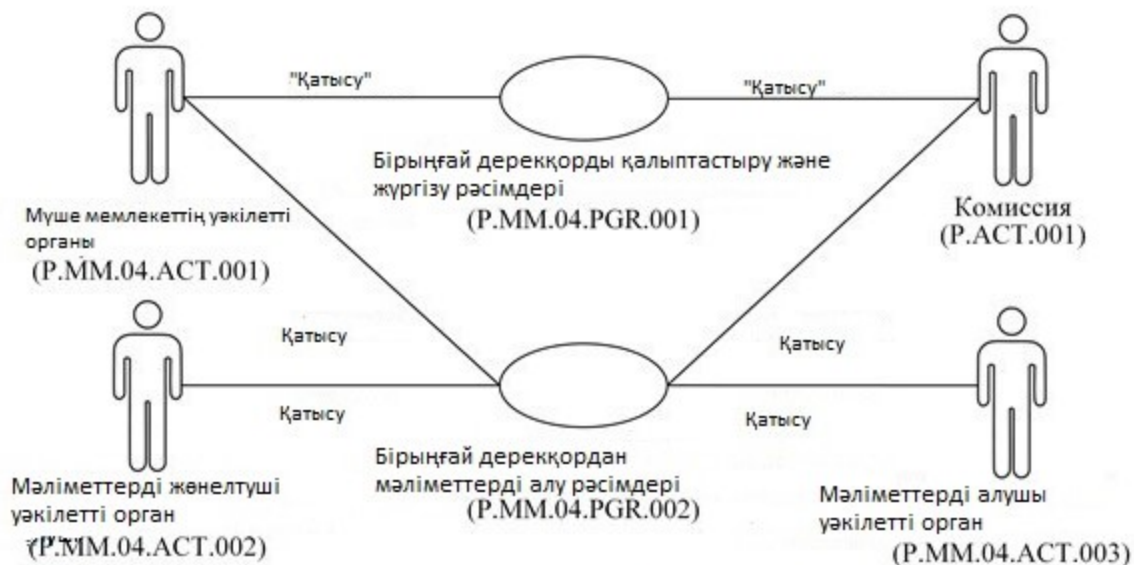 "Қатысу"
"Қатысу"
Бірыңғай дерекқорды қалыптастыру және
жүргізу рәсімдері
(P.MM.04.PGR.001)
Мүше мемлекеттің уәкілетті
органы
(P.MM.04.ACT.001)
Комиссия
(P.ACT.001)
Қатысу
Қатысу
Қатысу
Қатысу
Бірыңғай дерекқордан
мәліметтерді алу рәсімдері
(P.MM.04.PGR.002)
Мәліметтерді жөнелтуші
уәкілетті орган
(P.MM.04.ACT.002)
Мәліметтерді алушы
уәкілетті орган
(P.MM.04.ACT.003)